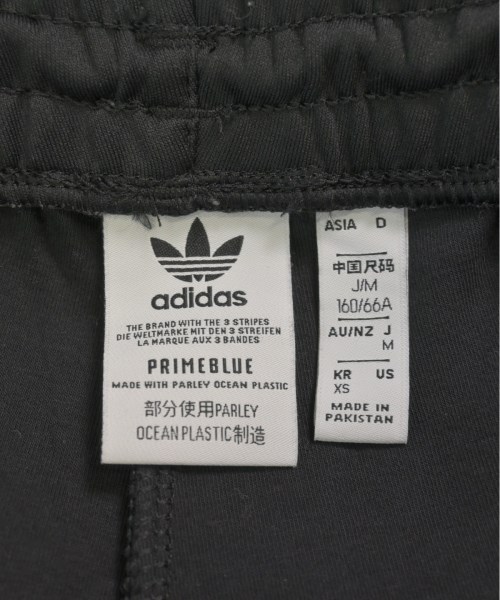 adidas
THE BRAND WITH THE 3 STRIPES
DIE WELTMARKE MIT DEN 3 STREIFEN
LA MARQUE AUX 3 BANDES
PRIMEBLUE
MADE WITH PARLEY OCEAN PLASTIC
部分使用PARLEY
OCEAN PLASTIC制造
ASIA D
中国尺码
J/M
160/66A
AU/NZ J
M
KR US
XS
MADE IN
PAKISTAN